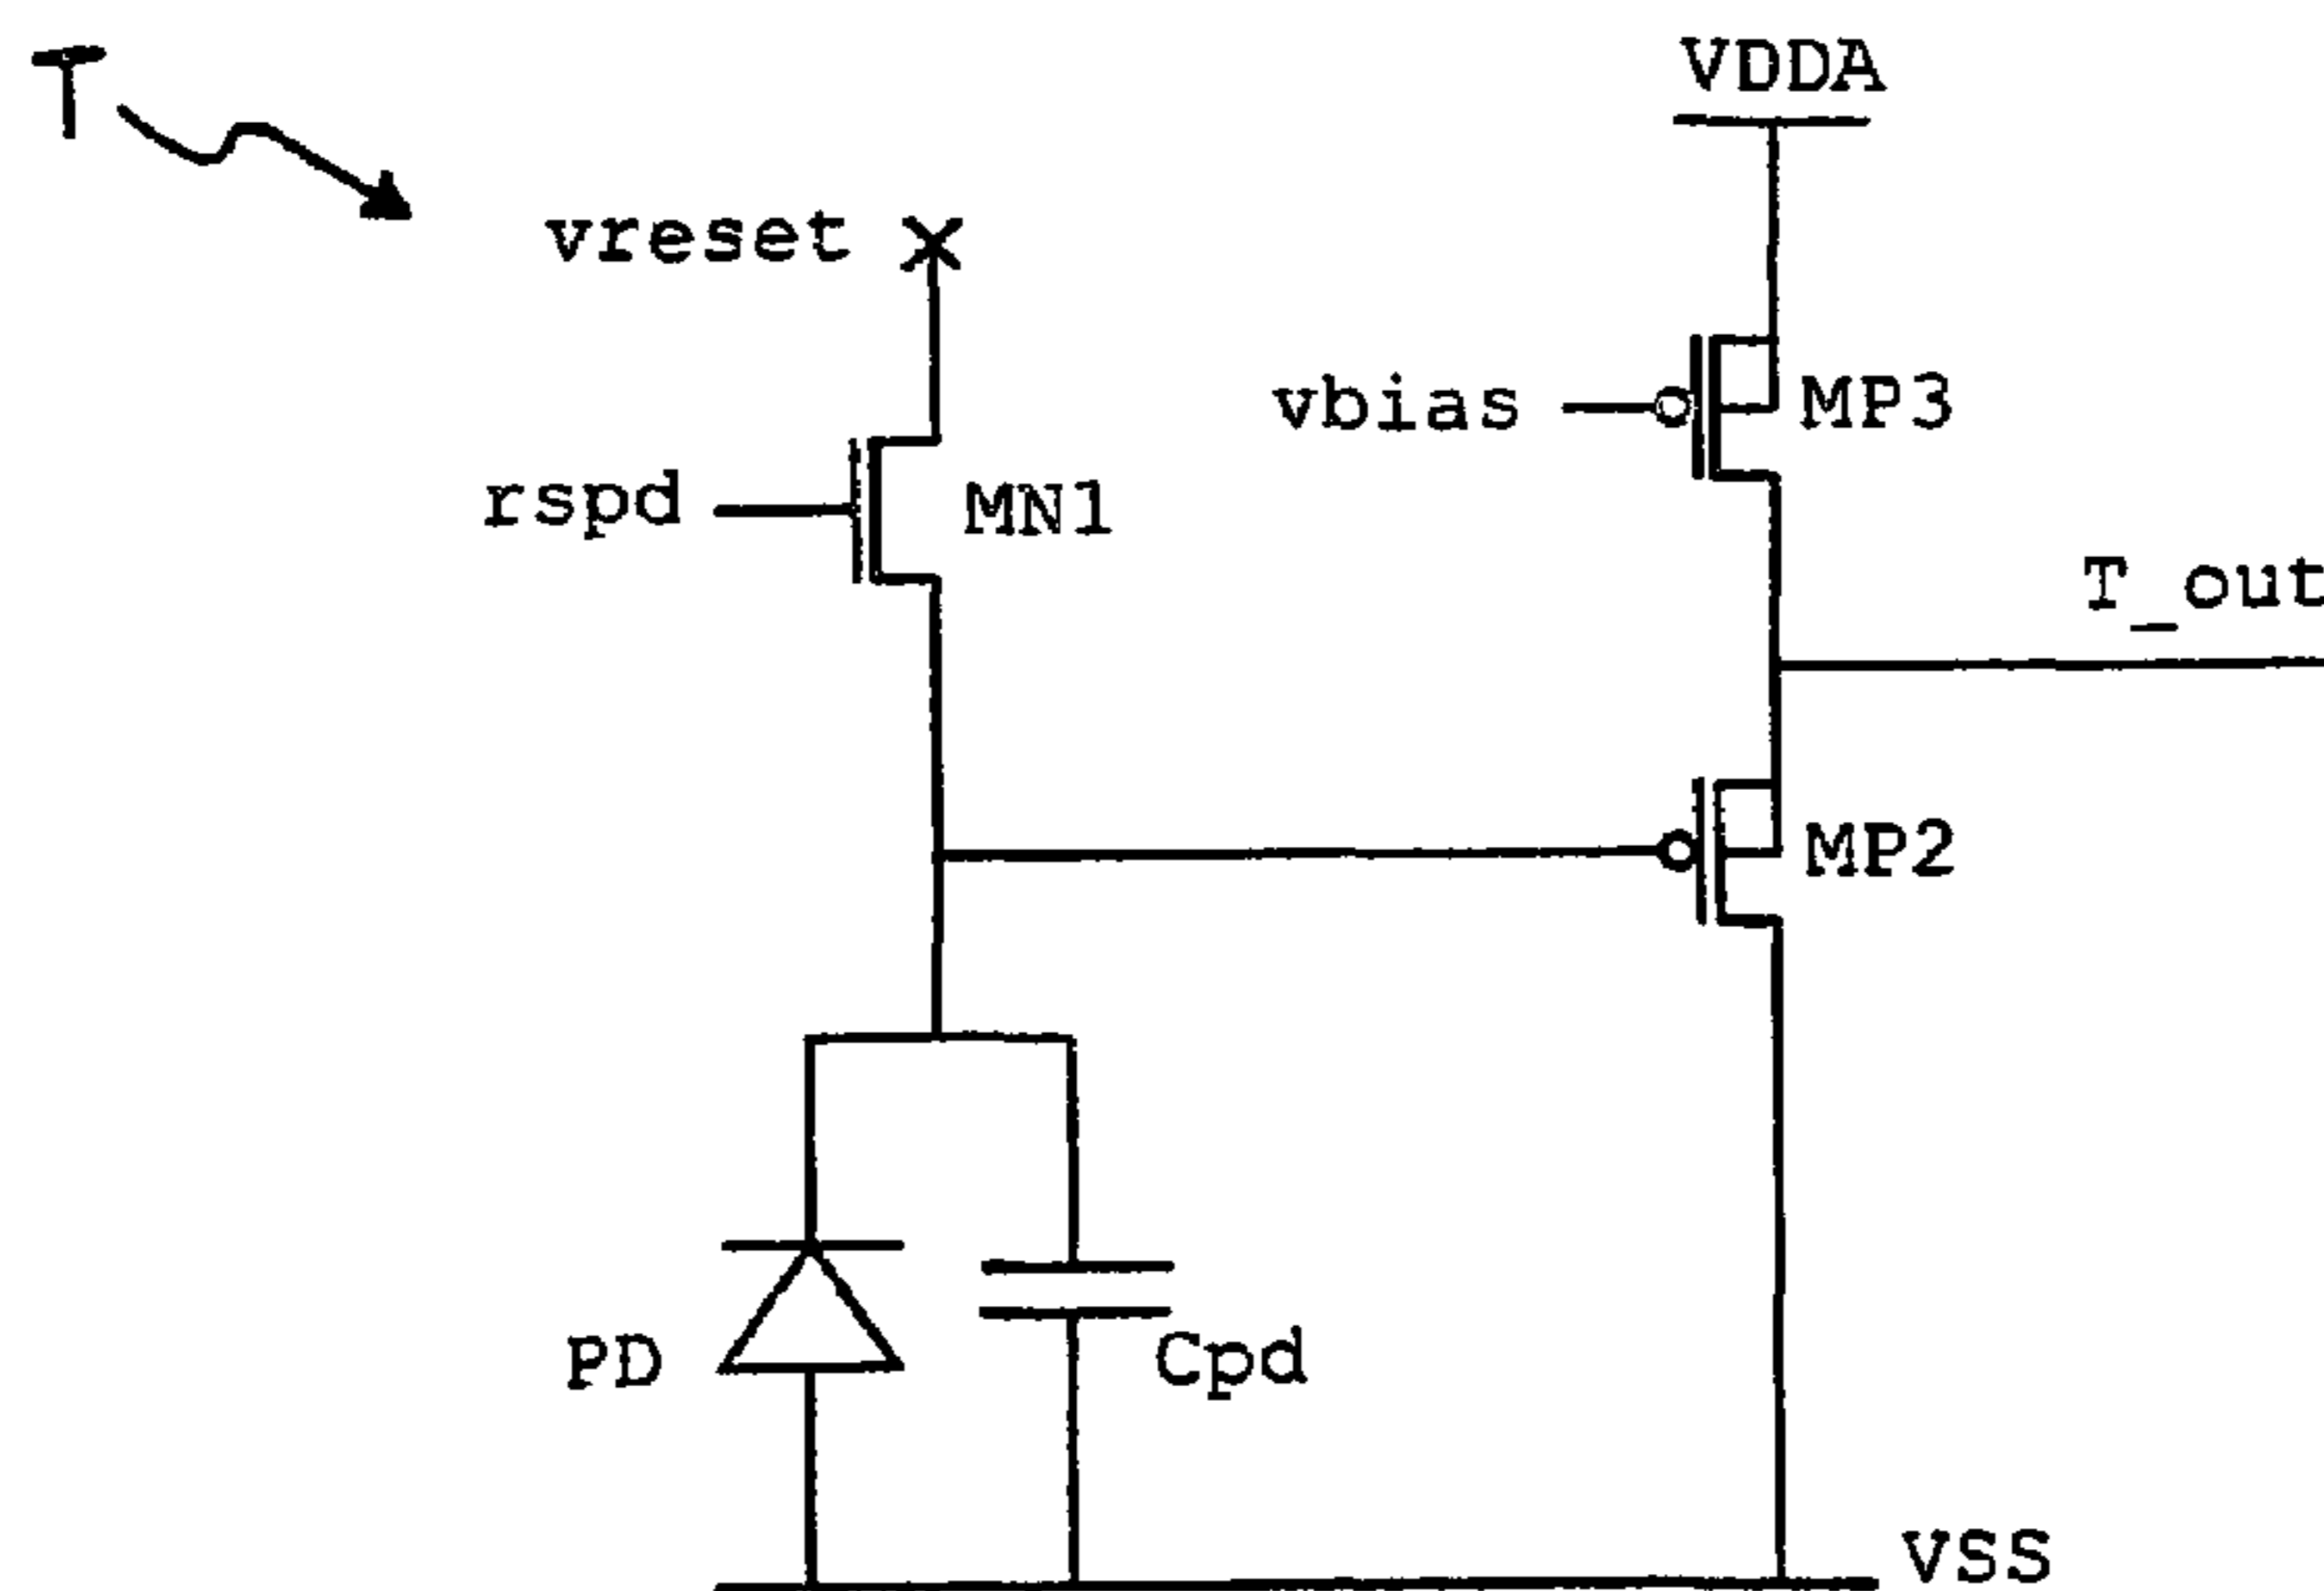 T
VDDA
vreset
vbias
MP3
rspd
MN1
T_out
MP2
PD
Cpd
VSS